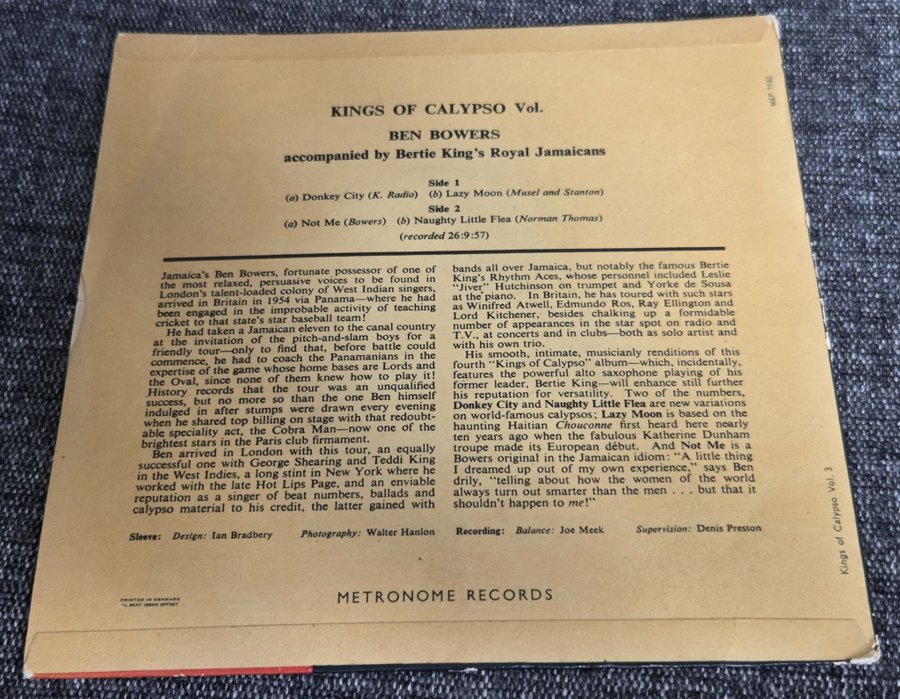 KINGS OF CALYPSO Vol.
BEN BOWERS
accompanied by Bertie King's Royal Jamaicans
Side 1
(a) Donkey City (K. Radio) (b) Lazy Moon (Musel and Stanton)
Side 2
(a) Not Me (Bowers) (b) Naughty Little Flea (Norman Thomas)
(recorded 26:9:57)
Jamaica's Ben Bowers, fortunate possessor of one of
the most relaxed, persuasive voices to be found in
London's talent-loaded colony of West Indian singers,
arrived in Britain in 1954 via Panama—where he had
been engaged in the improbable activity of teaching
cricket to that state's star baseball team!
He had taken a Jamaican eleven to the canal country
at the invitation of the pitch-and-slam boys for a
friendly tour—only to find that, before battle could
commence, he had to coach the Panamanians in the
expertise of the game whose home bases are Lords and
the Oval, since none of them knew how to play it!
History records that the tour was an unqualified
success, but no more so than the one Ben himself
indulged in after stumps were drawn every evening
when he shared top billing on stage with that redoubt-
able speciality act, the Cobra Man—now one of the
brightest stars in the Paris club firmament.
Ben arrived in London with this tour, an equally
successful one with George Shearing and Teddi King
in the West Indies, a long stint in New York where he
worked with the late Hot Lips Page, and an enviable
reputation as a singer of beat numbers, ballads and
calypso material to his credit, the latter gained with
bands all over Jamaica, but notably the famous Bertie
King's Rhythm Aces, whose personnel included Leslie
"Jiver" Hutchinson on trumpet and Yorke de Sousa
at the piano. In Britain, he has toured with such stars
as Winifred Atwell, Edmundo Ros, Ray Ellington and
Lord Kitchener, besides chalking up a formidable
number of appearances in the star spot on radio and
T.V., at concerts and in clubs—both as solo artist and
with his own trio.
His smooth, intimate, musicianly renditions of this
fourth "Kings of Calypso" album—which, incidentally,
features the powerful alto saxophone playing of his
former leader, Bertie King—will enhance still further
his reputation for versatility. Two of the numbers,
Donkey City and Naughty Little Flea are new variations
on world-famous calypsos; Lazy Moon is based on the
haunting Haitian Chouconne first heard here nearly
ten years ago when the fabulous Katherine Dunham
troupe made its European début. And Not Me is a
Bowers original in the Jamaican idiom: "A little thing
I dreamed up out of my own experience," says Ben
drily, "telling about how the women of the world
always turn out smarter than the men . . . but that it
shouldn't happen to me!"
Sleeve: Design: Ian Bradbery Photography: Walter Hanlon Recording: Balance: Joe Meek Supervision: Denis Preston
PRINTED IN DENMARK
METRONOME RECORDS
MEP 1160
Kings of Calypso Vol. 3